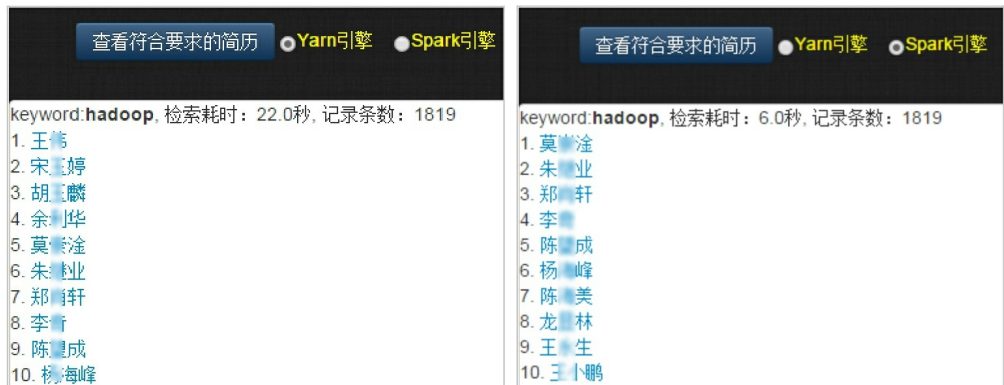 查看符合要求的简历 Yarn引擎 Spark引擎
keyword:hadoop, 检索耗时：22.0秒, 记录条数：1819
1. 王
2. 宋 婷
3. 胡 麟
4. 余 华
5. 莫 淦
6. 朱 业
7. 郑 轩
8. 李
9. 陈 成
10. 杨海峰
查看符合要求的简历 Yarn引擎 Spark引擎
keyword:hadoop, 检索耗时：6.0秒, 记录条数：1819
1. 莫 淦
2. 朱 业
3. 郑 轩
4. 李
5. 陈 成
6. 杨 峰
7. 陈 美
8. 龙 林
9. 王 生
10. 王 鹏